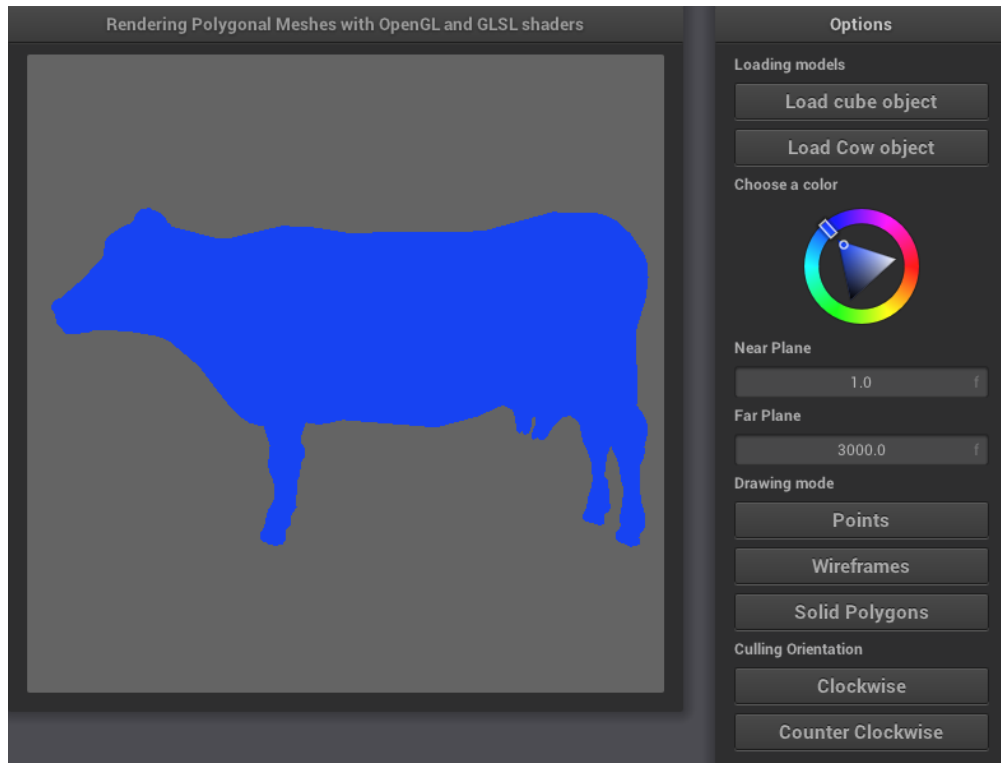 Rendering Polygonal Meshes with OpenGL and GLSL shaders
Options
Loading models
Load cube object
Load Cow object
Choose a color
Near Plane
1.0 f
Far Plane
3000.0 f
Drawing mode
Points
Wireframes
Solid Polygons
Culling Orientation
Clockwise
Counter Clockwise